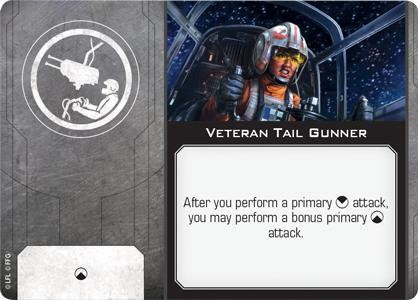 VETERAN TAIL GUNNER
After you perform a primary attack,
you may perform a bonus primary
attack.
© LFL © FFG